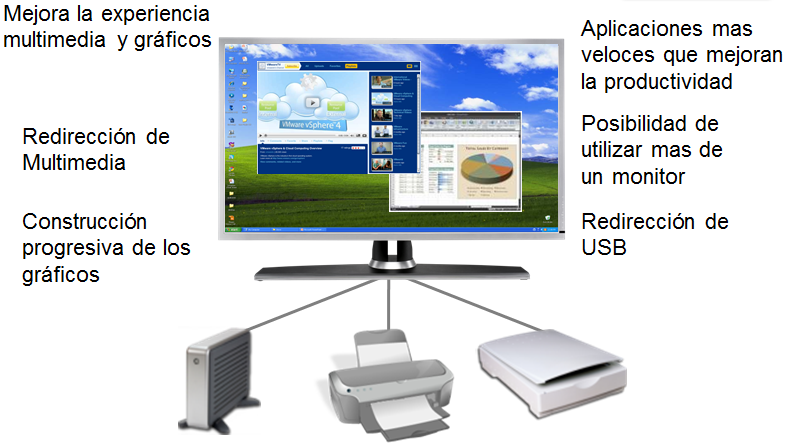 Mejora la experiencia
multimedia y gráficos
Redirección de
Multimedia
Construcción
progresiva de los
gráficos
Aplicaciones mas
veloces que mejoran
la productividad
Posibilidad de
utilizar mas de
un monitor
Redirección de
USB
VMware vSphere 4